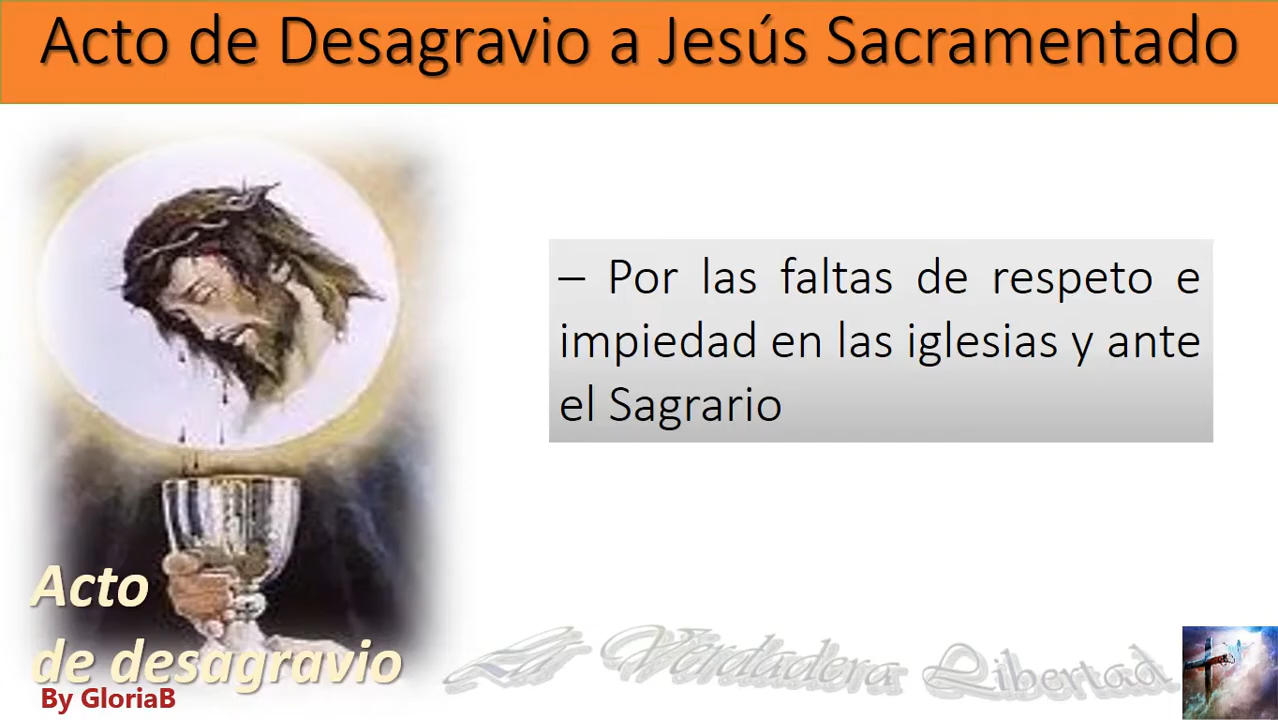 Acto de Desagravio a Jesús Sacramentado
– Por las faltas de respeto e
impiedad en las iglesias y ante
el Sagrario
Acto
de desagravio
By GloriaB
Verdadera Libertad